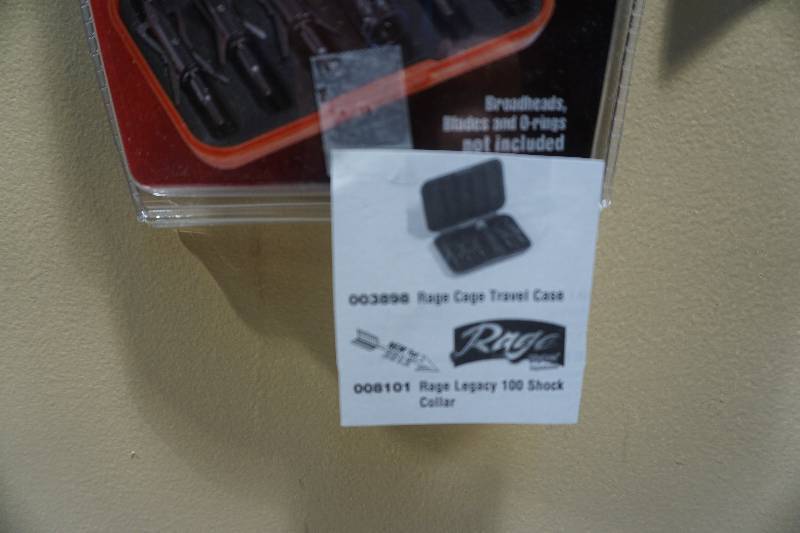 Broadheads,
Blades and O-rings
not included
003898 Rage Cage Travel Case
Rage
008101 Rage Legacy 100 Shock
Collar